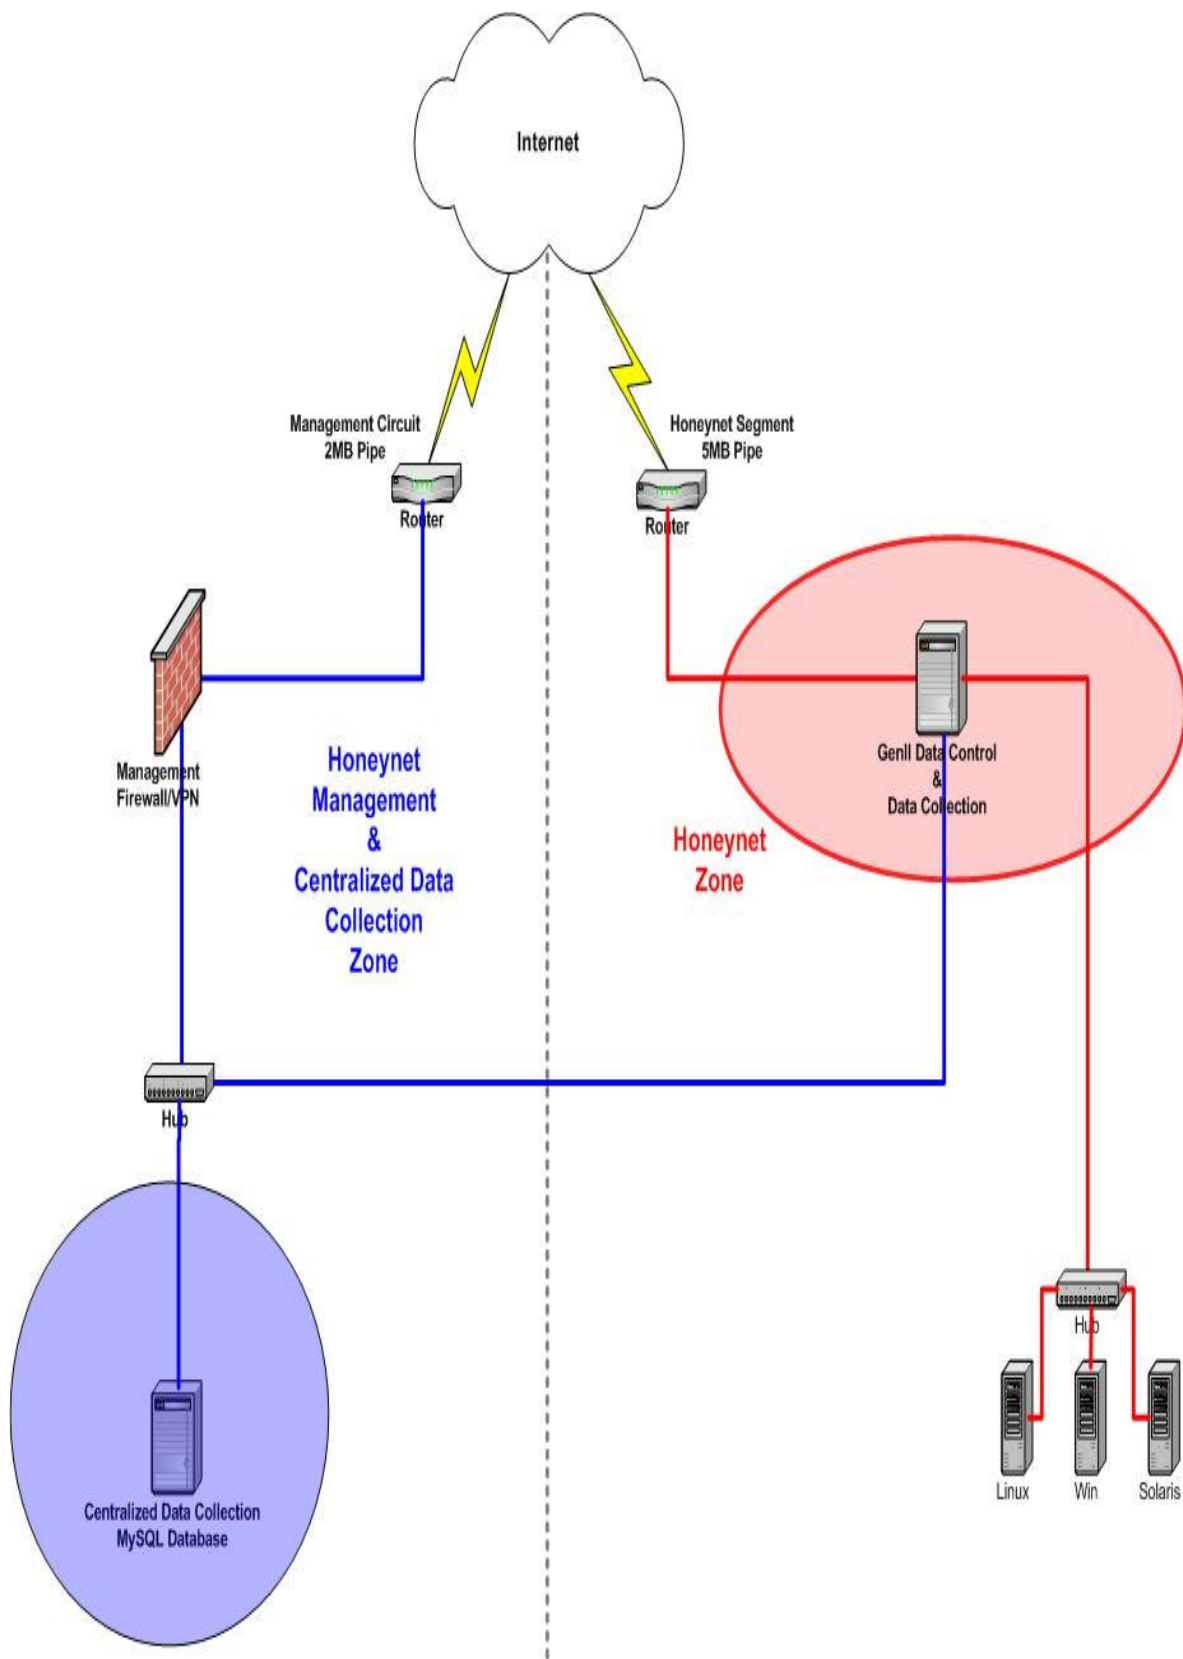 Internet
Management Circuit
2MB Pipe
Router
Honeynet Segment
5MB Pipe
Router
Management
Firewall/VPN
Honeynet
Management
&
Centralized Data
Collection
Zone
GenII Data Control
&
Data Collection
Honeynet
Zone
Hub
Centralized Data Collection
MySQL Database
Hub
Linux
Win
Solaris